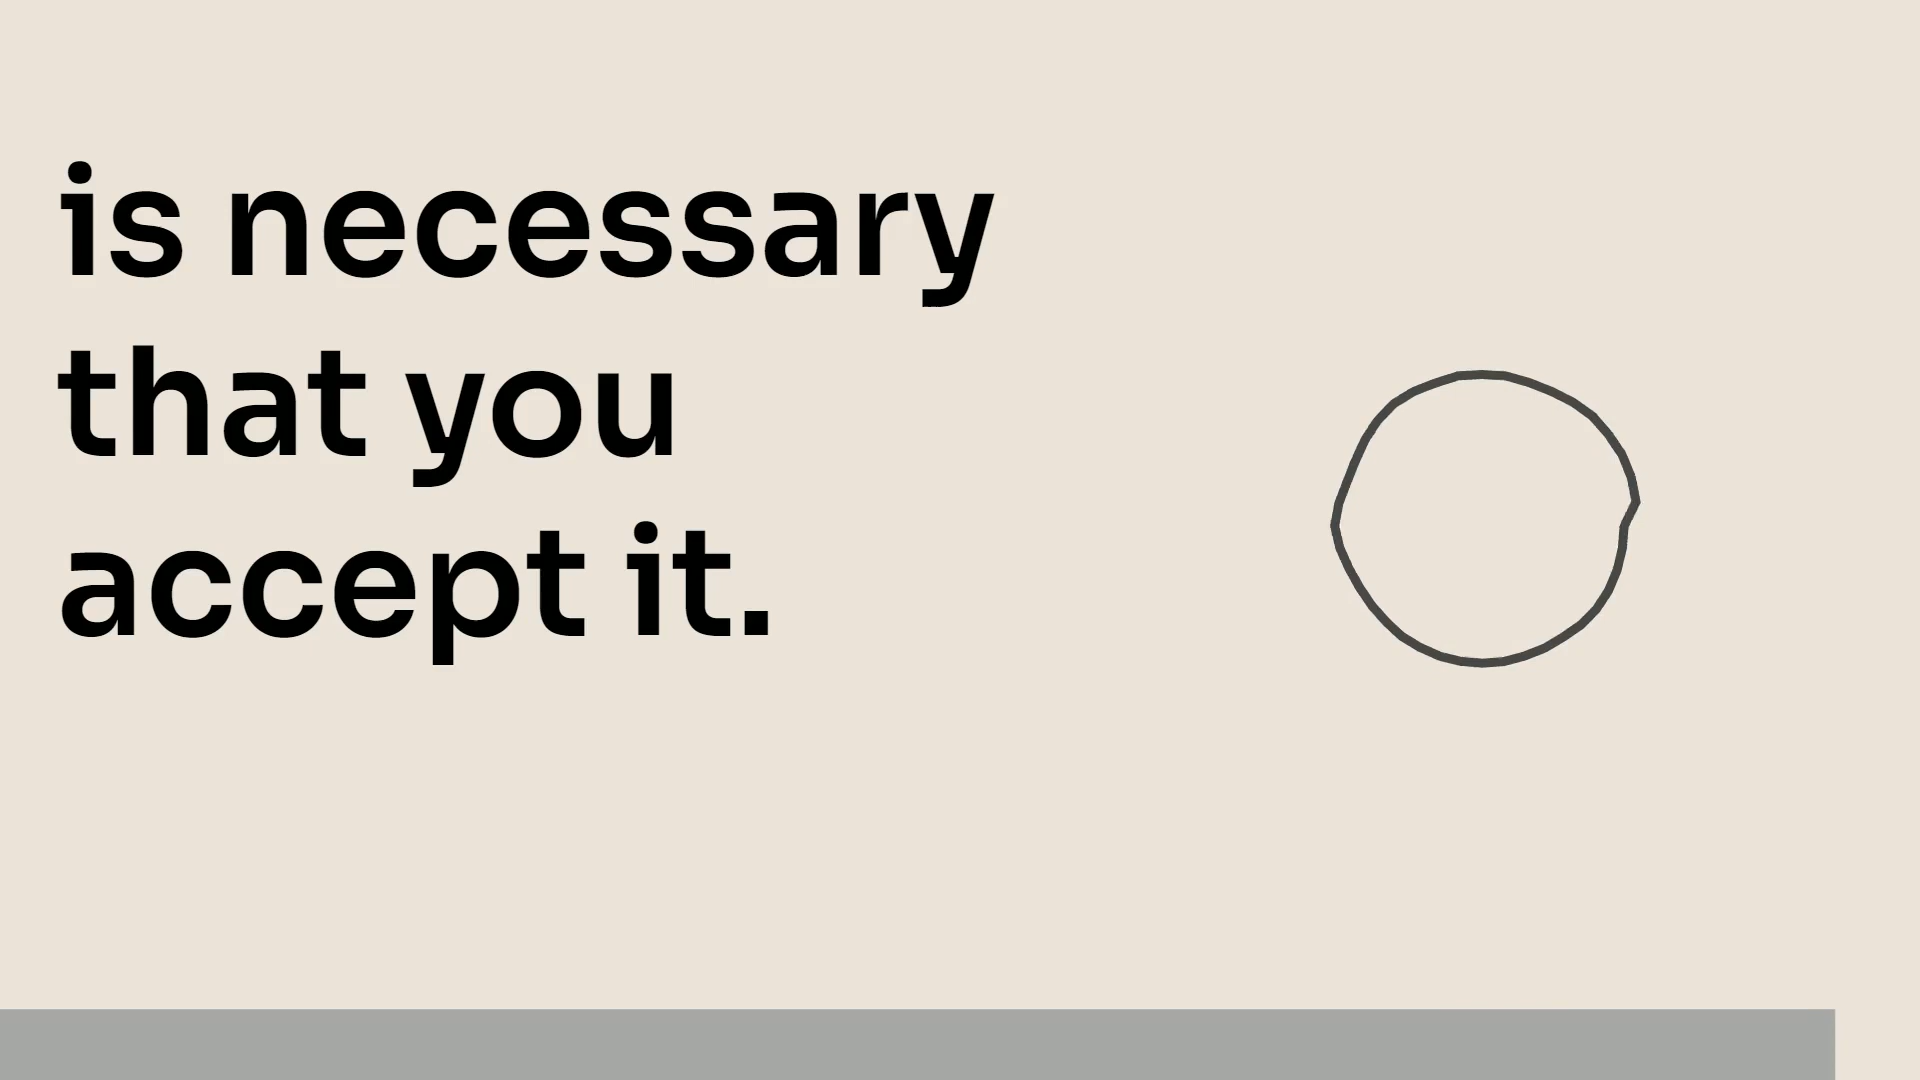 is necessary
that you
accept it.